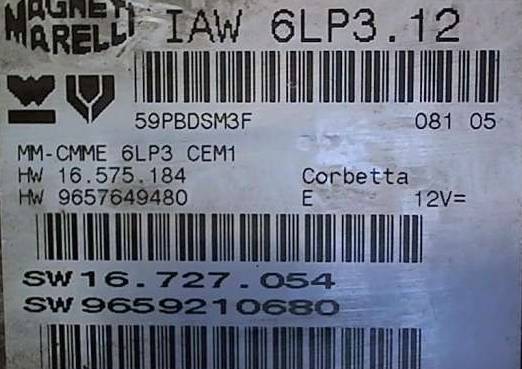 MAGNETI
MARELLI
IAW 6LP3.12
59PBDSM3F 081 05
MM-CMME 6LP3 CEM1
HW 16.575.184 Corbetta
HW 9657649480 E 12V=
SW 16.727.054
SW 9659210680